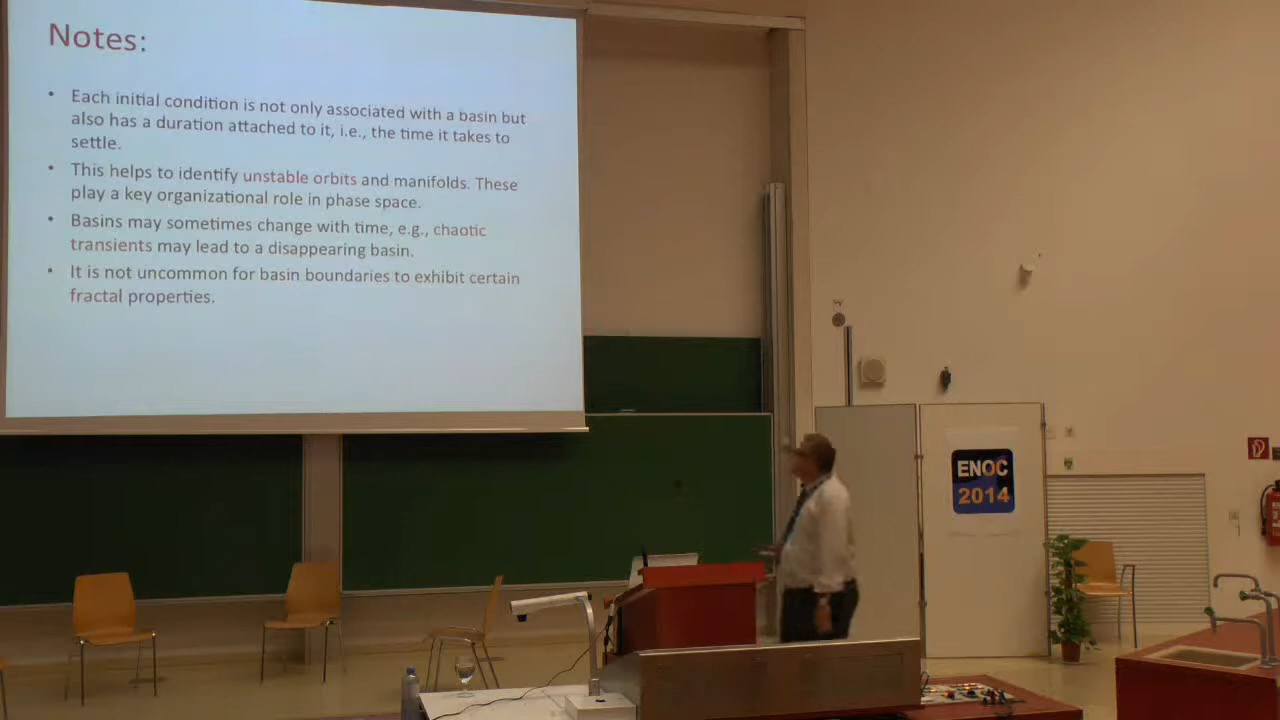 Notes:
• Each initial condition is not only associated with a basin but
also has a duration attached to it, i.e., the time it takes to
settle.
• This helps to identify unstable orbits and manifolds. These
play a key organizational role in phase space.
• Basins may sometimes change with time, e.g., chaotic
transients may lead to a disappearing basin.
• It is not uncommon for basin boundaries to exhibit certain
fractal properties.
ENOC
2014